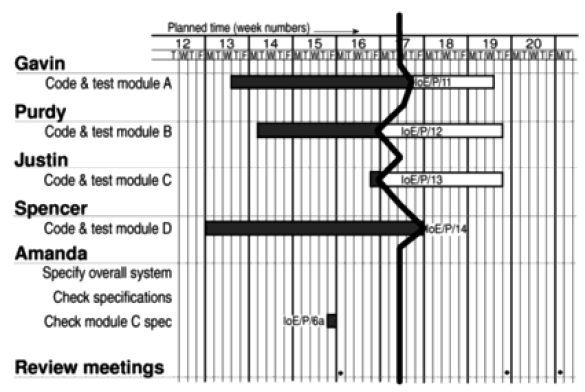 Planned time (week numbers)
12 13 14 15 16 17 18 19 20 21
T W T F M T W T F M T W T F M T W T F M T W T F M T W T F M T W T F M T W T F M T W T F M T
Gavin
Code & test module A IoE/P/11
Purdy
Code & test module B IoE/P/12
Justin
Code & test module C IoE/P/13
Spencer
Code & test module D IoE/P/14
Amanda
Specify overall system
Check specifications
Check module C spec IoE/P/6a
Review meetings